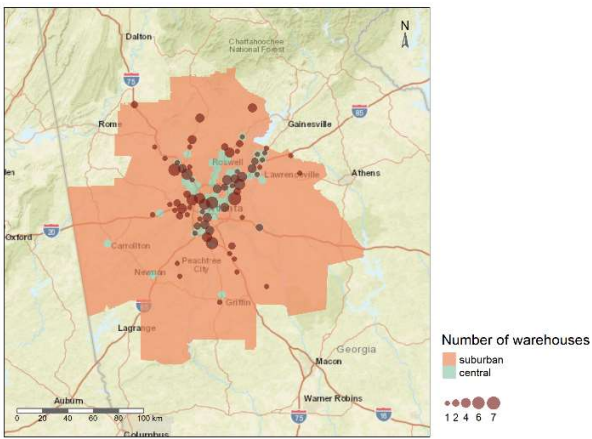 N
Dalton
Chattahoochee
National Forest
75
Rome
Gainesville
85
Roswell
Lawrenceville
Athens
den
Atlanta
Oxford
20
Carrollton
Peachtree
City
Newnan
Griffin
Lagrange
Georgia
Macon
Auburn
Warner Robins
0 20 40 60 80 100 km
75
16
Columbus
Number of warehouses
suburban
central
1 2 4 6 7